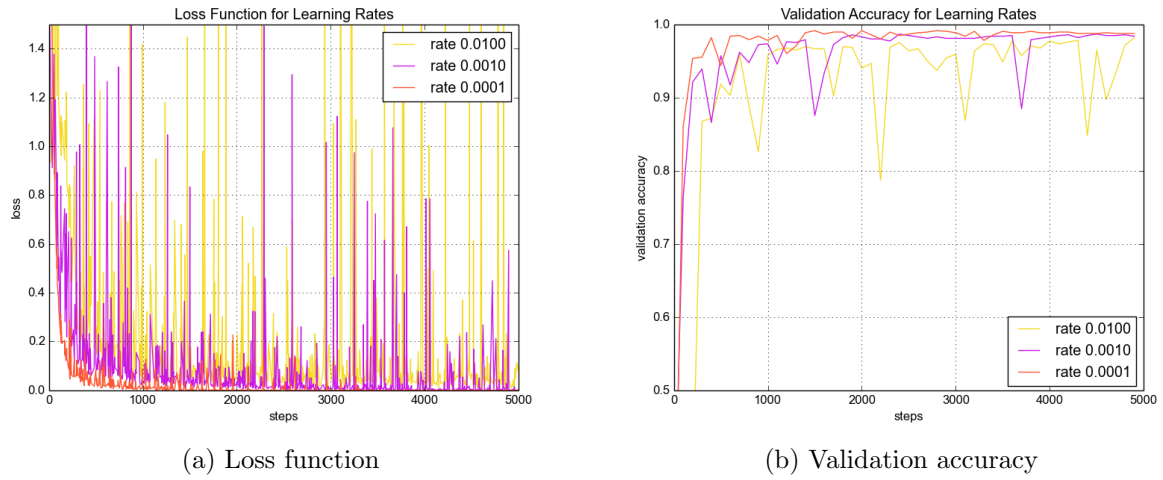 Loss Function for Learning Rates
1.4
1.2
1.0
0.8
0.6
0.4
0.2
0.0
loss
rate 0.0100
rate 0.0010
rate 0.0001
0
1000
2000
3000
4000
5000
steps
(a) Loss function
Validation Accuracy for Learning Rates
1.0
0.9
0.8
0.7
0.6
0.5
validation accuracy
rate 0.0100
rate 0.0010
rate 0.0001
0
1000
2000
3000
4000
5000
steps
(b) Validation accuracy